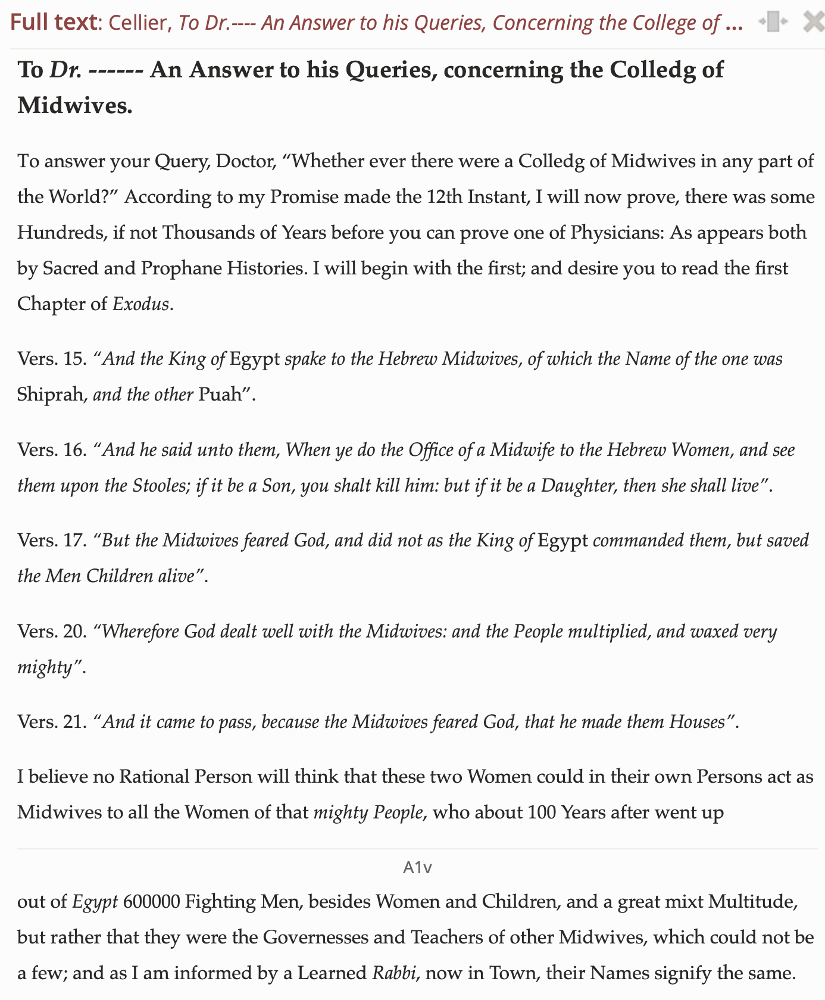 Full text: Cellier, To Dr.---- An Answer to his Queries, Concerning the College of ...
To Dr. ------ An Answer to his Queries, concerning the Colledg of
Midwives.
To answer your Query, Doctor, “Whether ever there were a Colledg of Midwives in any part of
the World?” According to my Promise made the 12th Instant, I will now prove, there was some
Hundreds, if not Thousands of Years before you can prove one of Physicians: As appears both
by Sacred and Prophane Histories. I will begin with the first; and desire you to read the first
Chapter of Exodus.
Vers. 15. “And the King of Egypt spake to the Hebrew Midwives, of which the Name of the one was
Shiprah, and the other Puah”.
Vers. 16. “And he said unto them, When ye do the Office of a Midwife to the Hebrew Women, and see
them upon the Stooles; if it be a Son, you shalt kill him: but if it be a Daughter, then she shall live”.
Vers. 17. “But the Midwives feared God, and did not as the King of Egypt commanded them, but saved
the Men Children alive”.
Vers. 20. “Wherefore God dealt well with the Midwives: and the People multiplied, and waxed very
mighty”.
Vers. 21. “And it came to pass, because the Midwives feared God, that he made them Houses”.
I believe no Rational Person will think that these two Women could in their own Persons act as
Midwives to all the Women of that mighty People, who about 100 Years after went up
A1v
out of Egypt 600000 Fighting Men, besides Women and Children, and a great mixt Multitude,
but rather that they were the Governesses and Teachers of other Midwives, which could not be
a few; and as I am informed by a Learned Rabbi, now in Town, their Names signify the same.